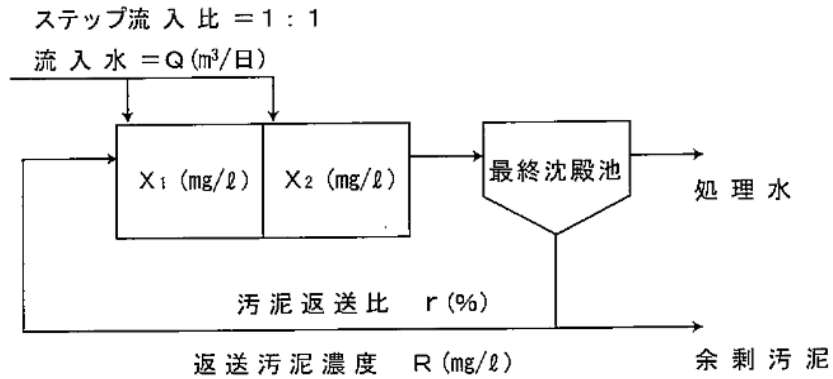 ステップ流入比＝1：1
流入水＝Q(m³/日)
X₁ (mg/ℓ)
X₂ (mg/ℓ)
最終沈殿池
処理水
汚泥返送比 r(%)
返送汚泥濃度 R(mg/ℓ)
余剰汚泥